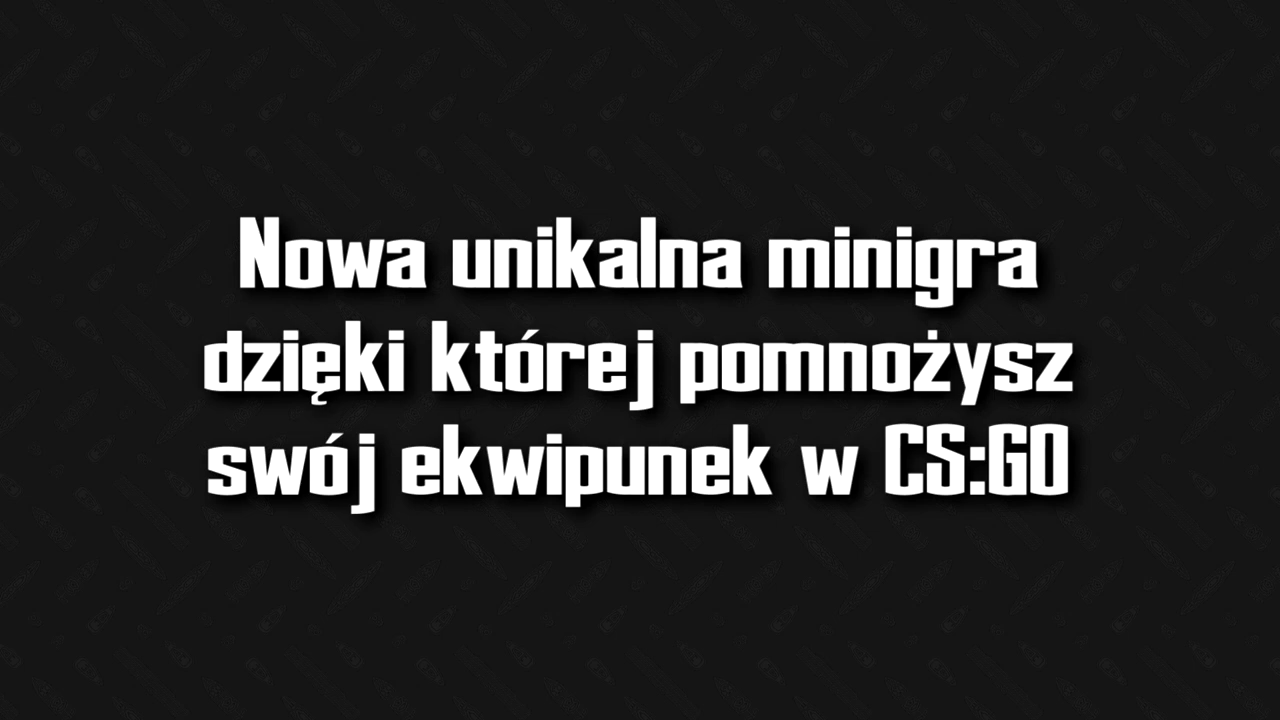 Nowa unikalna minigra
dzięki której pomnożysz
swój ekwipunek w CS:GO